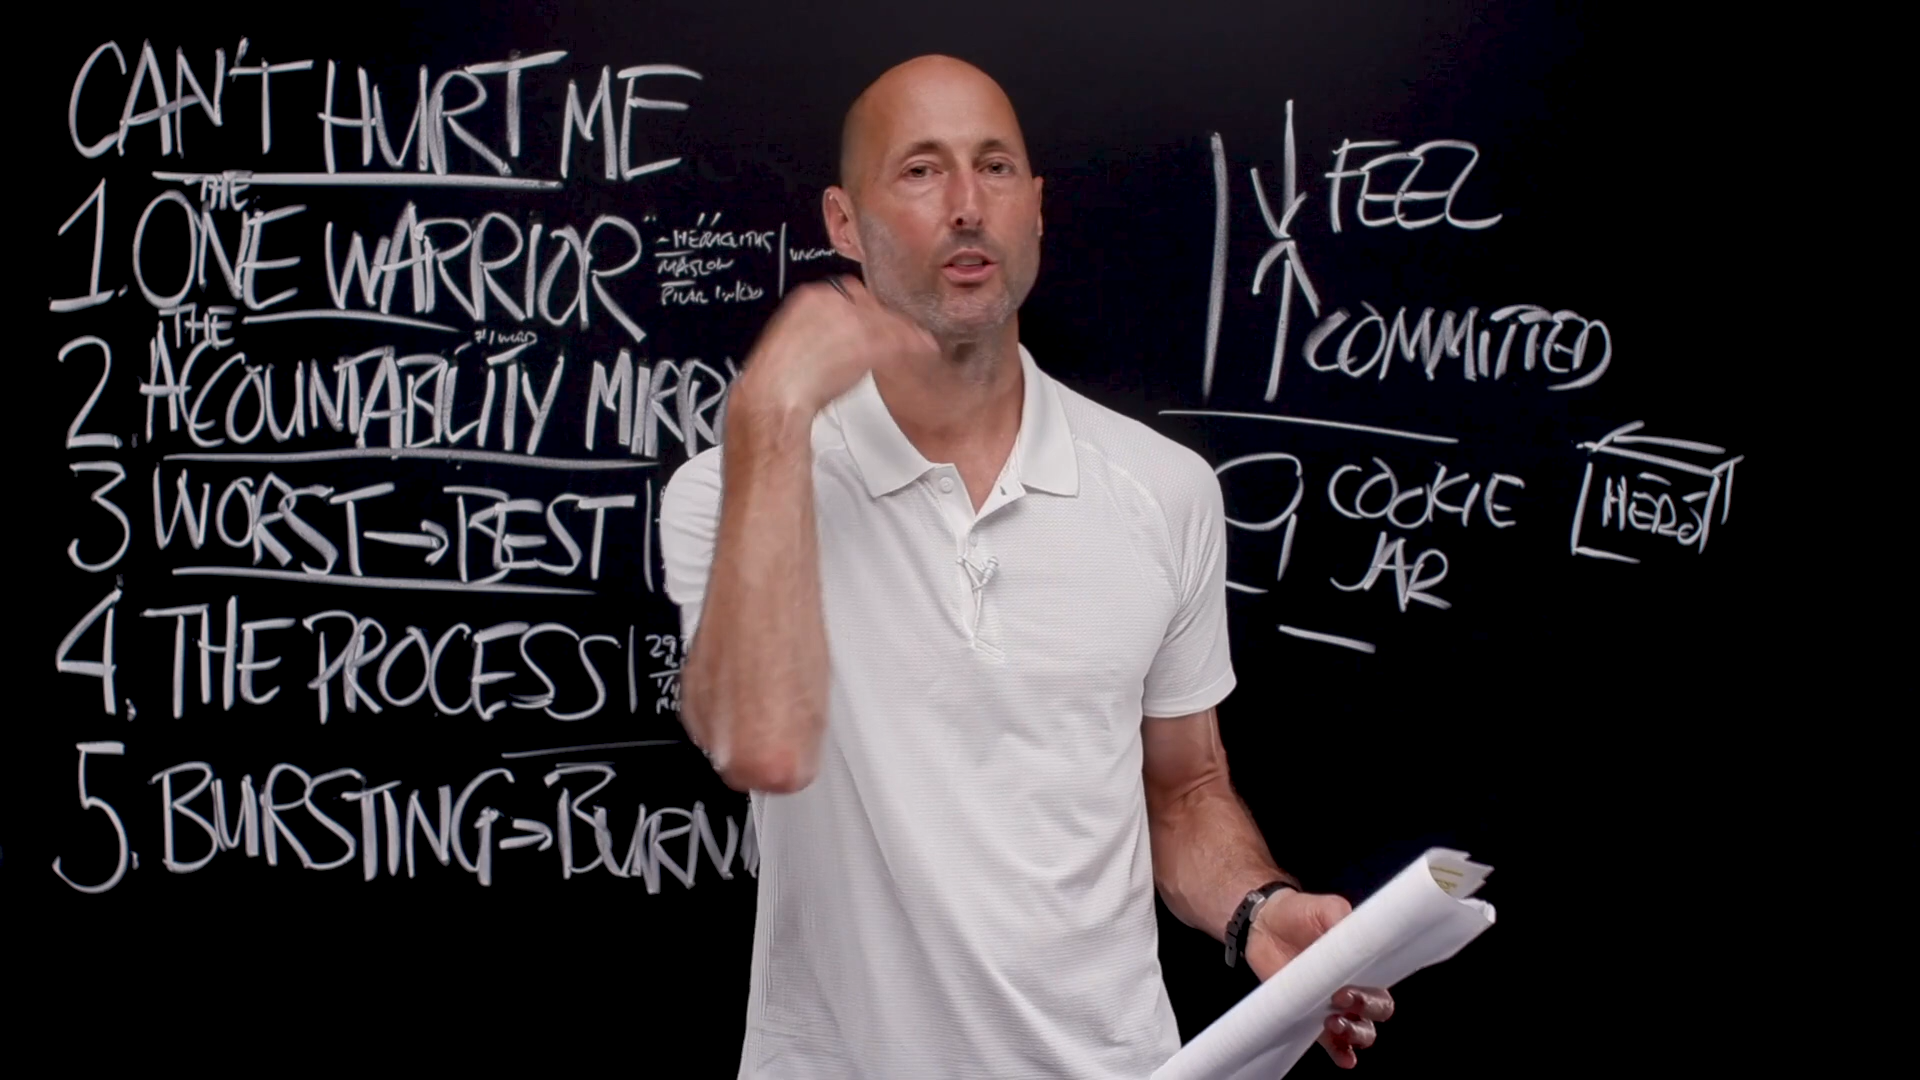 CAN'T HURT ME
1. THE ONE WARRIOR"
- HERACLITUS
MASLOW
2. THE ACCOUNTABILITY MIRR
3 WORST → BEST
4. THE PROCESS
5. BURSTING → BURN
FEEL
COMMITTED
COOKIE
JAR
HERO